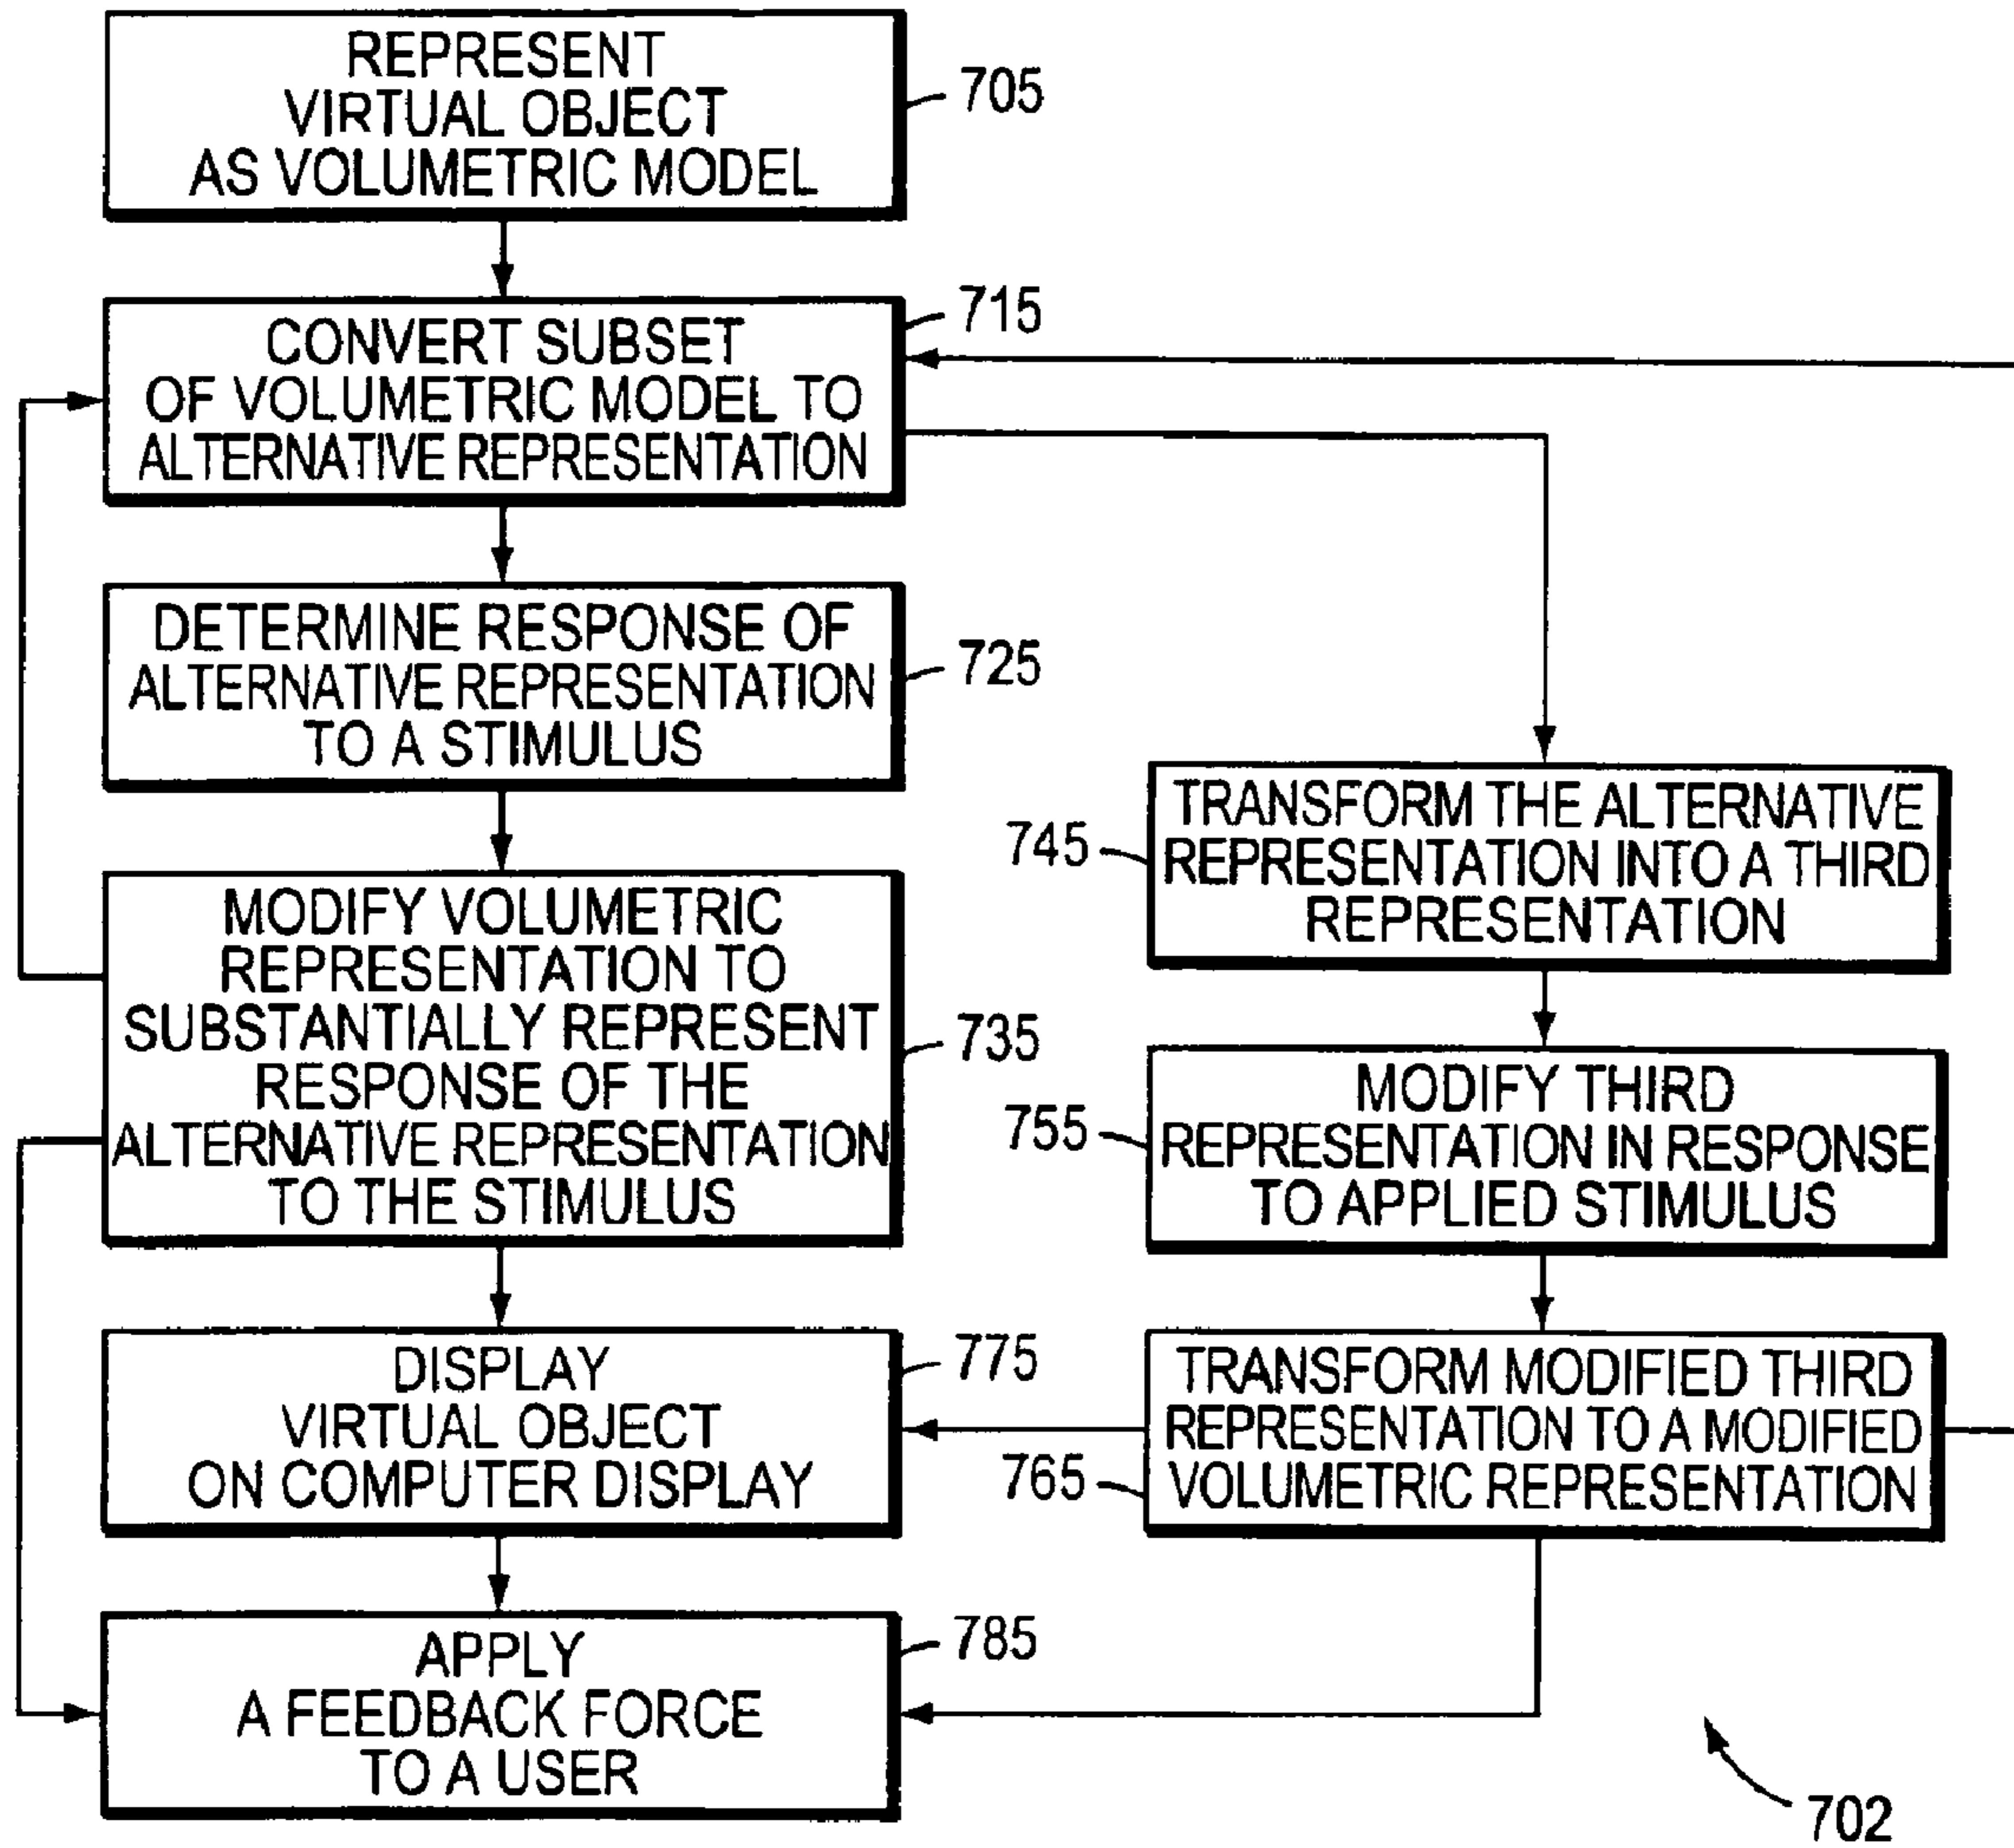 REPRESENT
VIRTUAL OBJECT
AS VOLUMETRIC MODEL
705
CONVERT SUBSET
OF VOLUMETRIC MODEL TO
ALTERNATIVE REPRESENTATION
715
DETERMINE RESPONSE OF
ALTERNATIVE REPRESENTATION
TO A STIMULUS
725
MODIFY VOLUMETRIC
REPRESENTATION TO
SUBSTANTIALLY REPRESENT
RESPONSE OF THE
ALTERNATIVE REPRESENTATION
TO THE STIMULUS
735
TRANSFORM THE ALTERNATIVE
REPRESENTATION INTO A THIRD
REPRESENTATION
745
MODIFY THIRD
REPRESENTATION IN RESPONSE
TO APPLIED STIMULUS
755
TRANSFORM MODIFIED THIRD
REPRESENTATION TO A MODIFIED
VOLUMETRIC REPRESENTATION
765
DISPLAY
VIRTUAL OBJECT
ON COMPUTER DISPLAY
775
APPLY
A FEEDBACK FORCE
TO A USER
785
702